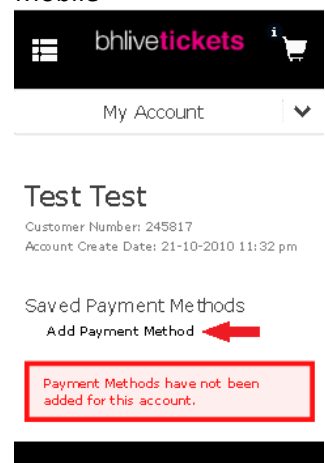 Mobile
bhlivetickets
i
My Account
Test Test
Customer Number: 245817
Account Create Date: 21-10-2010 11:32 pm
Saved Payment Methods
Add Payment Method
Payment Methods have not been
added for this account.